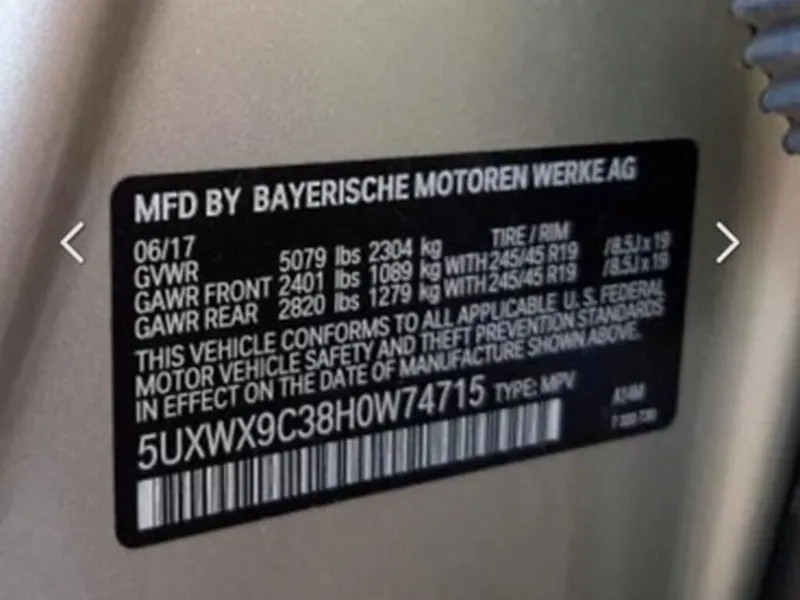 MFD BY BAYERISCHE MOTOREN WERKE AG
06/17 TIRE / RIM
GVWR 5079 lbs 2304 kg
GAWR FRONT 2401 lbs 1089 kg WITH 245/45 R19 /8.5J x 19
GAWR REAR 2820 lbs 1279 kg WITH 245/45 R19 /8.5J x 19
THIS VEHICLE CONFORMS TO ALL APPLICABLE U.S. FEDERAL
MOTOR VEHICLE SAFETY AND THEFT PREVENTION STANDARDS
IN EFFECT ON THE DATE OF MANUFACTURE SHOWN ABOVE.
5UXWX9C38H0W74715 TYPE: MPV